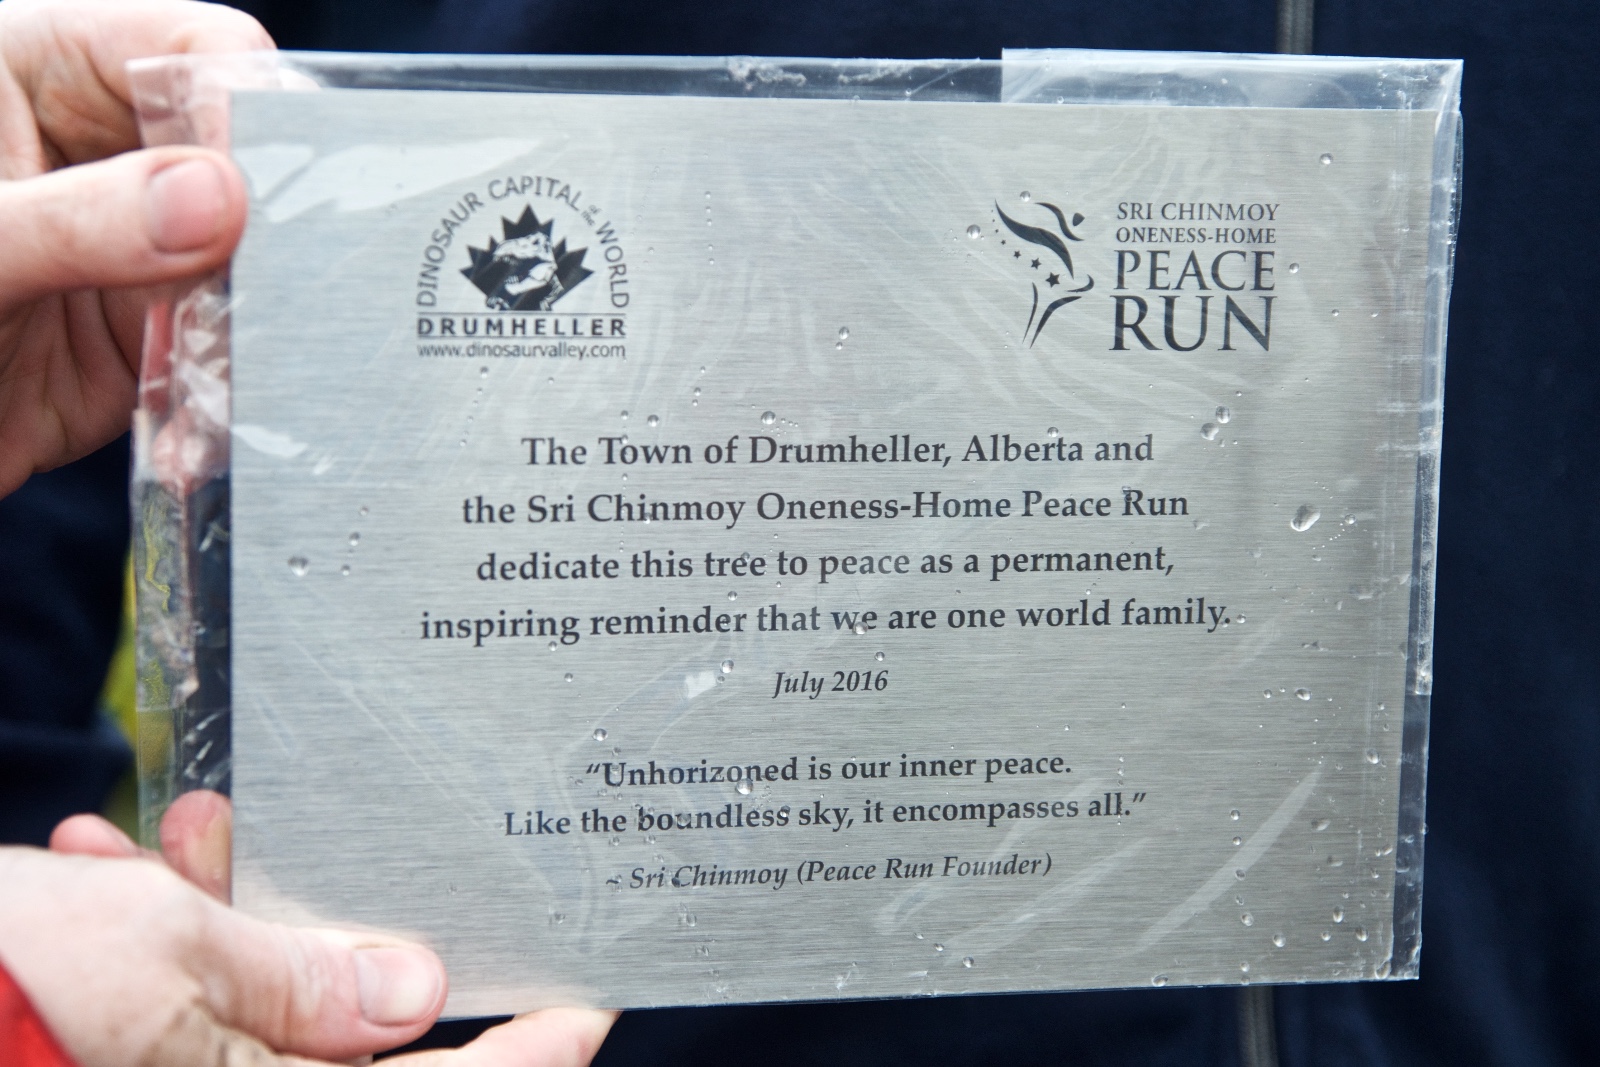 DINOSAUR CAPITAL of the WORLD
DRUMHELLER
www.dinosaurvalley.com
SRI CHINMOY
ONENESS-HOME
PEACE
RUN
The Town of Drumheller, Alberta and
the Sri Chinmoy Oneness-Home Peace Run
dedicate this tree to peace as a permanent,
inspiring reminder that we are one world family.
July 2016
“Unhorizoned is our inner peace.
Like the boundless sky, it encompasses all.”
~ Sri Chinmoy (Peace Run Founder)